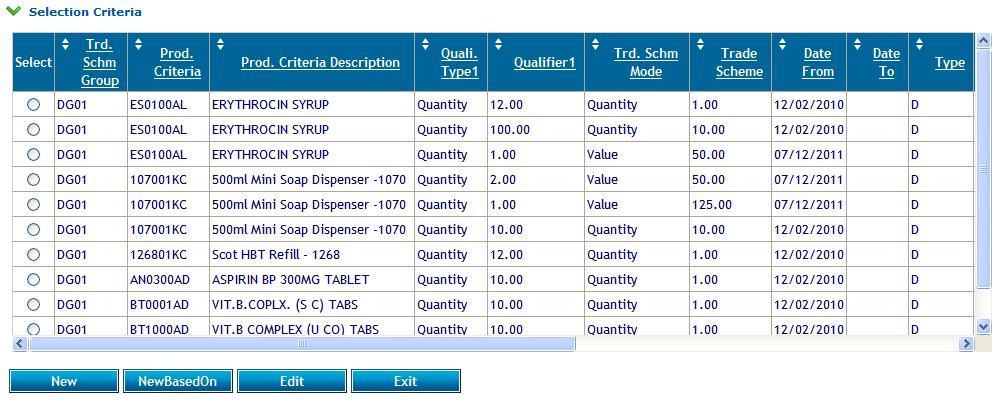 Selection Criteria
Select Trd. Schm Group Prod. Criteria Prod. Criteria Description Quali. Type1 Qualifier1 Trd. Schm Mode Trade Scheme Date From Date To Type
DG01 ES0100AL ERYTHROCIN SYRUP Quantity 12.00 Quantity 1.00 12/02/2010 D
DG01 ES0100AL ERYTHROCIN SYRUP Quantity 100.00 Quantity 10.00 12/02/2010 D
DG01 ES0100AL ERYTHROCIN SYRUP Quantity 1.00 Value 50.00 07/12/2011 D
DG01 107001KC 500ml Mini Soap Dispenser -1070 Quantity 2.00 Value 50.00 07/12/2011 D
DG01 107001KC 500ml Mini Soap Dispenser -1070 Quantity 1.00 Value 125.00 07/12/2011 D
DG01 107001KC 500ml Mini Soap Dispenser -1070 Quantity 10.00 Quantity 10.00 12/02/2010 D
DG01 126801KC Scot HBT Refill - 1268 Quantity 12.00 Quantity 1.00 12/02/2010 D
DG01 AN0300AD ASPIRIN BP 300MG TABLET Quantity 10.00 Quantity 1.00 12/02/2010 D
DG01 BT0001AD VIT.B.COPLX. (S C) TABS Quantity 10.00 Quantity 1.00 12/02/2010 D
DG01 BT1000AD VIT.B COMPLEX (U CO) TABS Quantity 10.00 Quantity 1.00 12/02/2010 D
New NewBasedOn Edit Exit